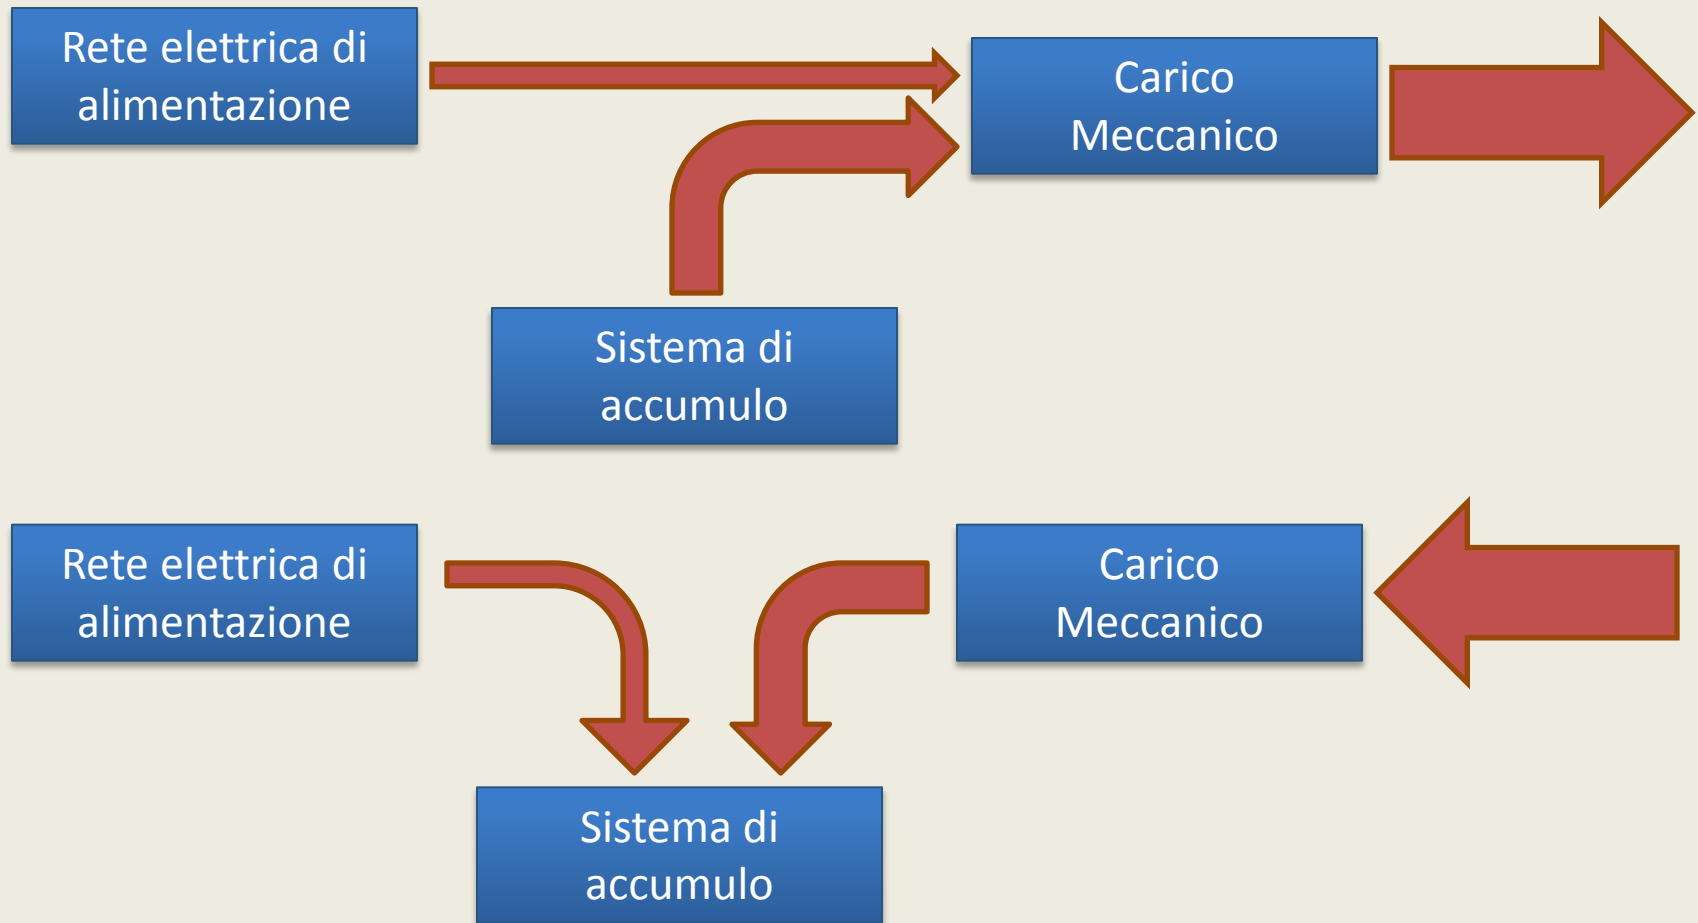 Rete elettrica di
alimentazione
Carico
Meccanico
Sistema di
accumulo
Rete elettrica di
alimentazione
Carico
Meccanico
Sistema di
accumulo